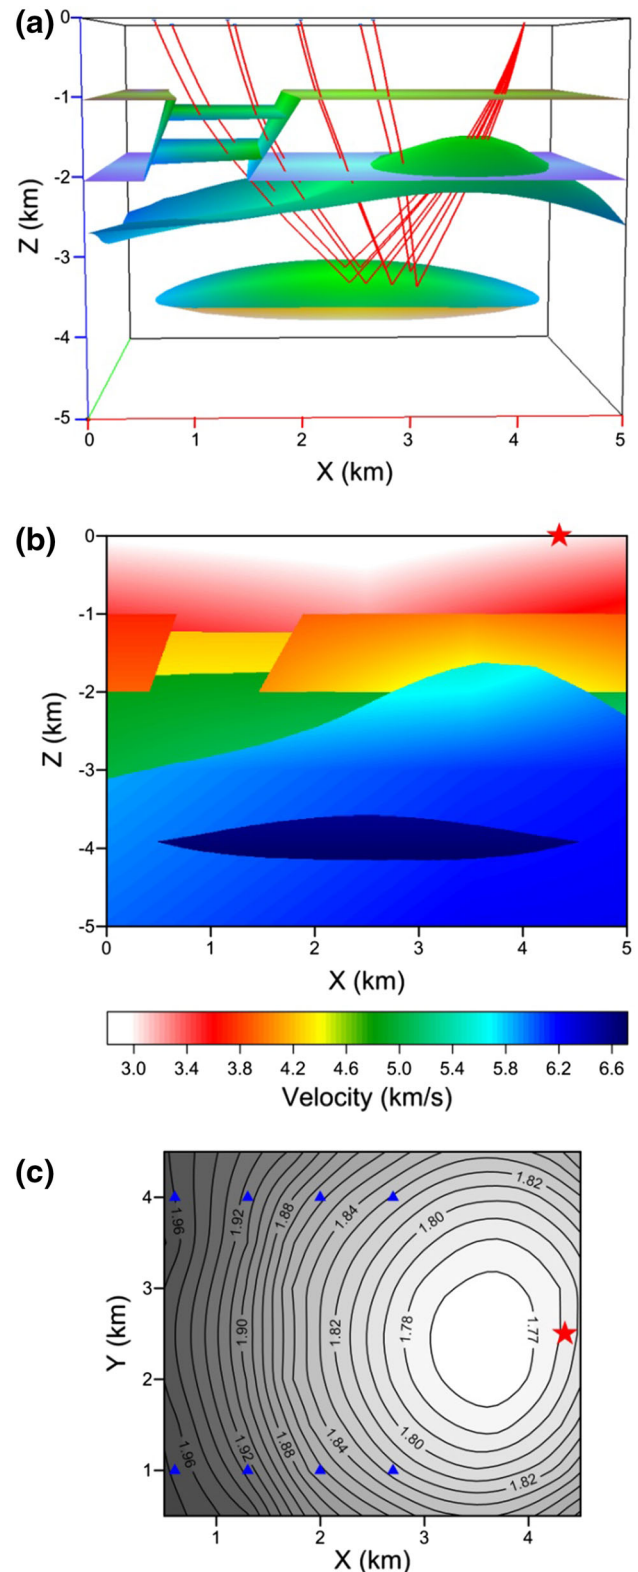 (a)
0
-1
-2
-3
-4
-5
Z (km)
0 1 2 3 4 5
X (km)
(b)
0
-1
-2
-3
-4
-5
Z (km)
0 1 2 3 4 5
X (km)
3.0 3.4 3.8 4.2 4.6 5.0 5.4 5.8 6.2 6.6
Velocity (km/s)
(c)
4
3
2
1
Y (km)
1.96
1.92
1.88
1.84
1.80
1.82
1.90
1.82
1.78
1.77
1.96
1.92
1.88
1.84
1.80
1.82
1 2 3 4
X (km)